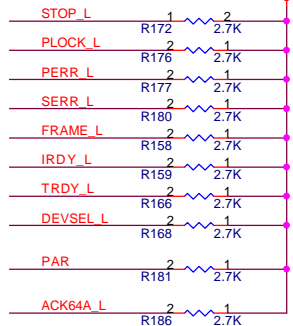 STOP_L 1 2
R172 2.7K
PLOCK_L 2 1
R176 2.7K
PERR_L 2 1
R177 2.7K
SERR_L 2 1
R180 2.7K
FRAME_L 2 1
R158 2.7K
IRDY_L 2 1
R159 2.7K
TRDY_L 2 1
R166 2.7K
DEVSEL_L 2 1
R168 2.7K
PAR 2 1
R181 2.7K
ACK64A_L 2 1
R186 2.7K